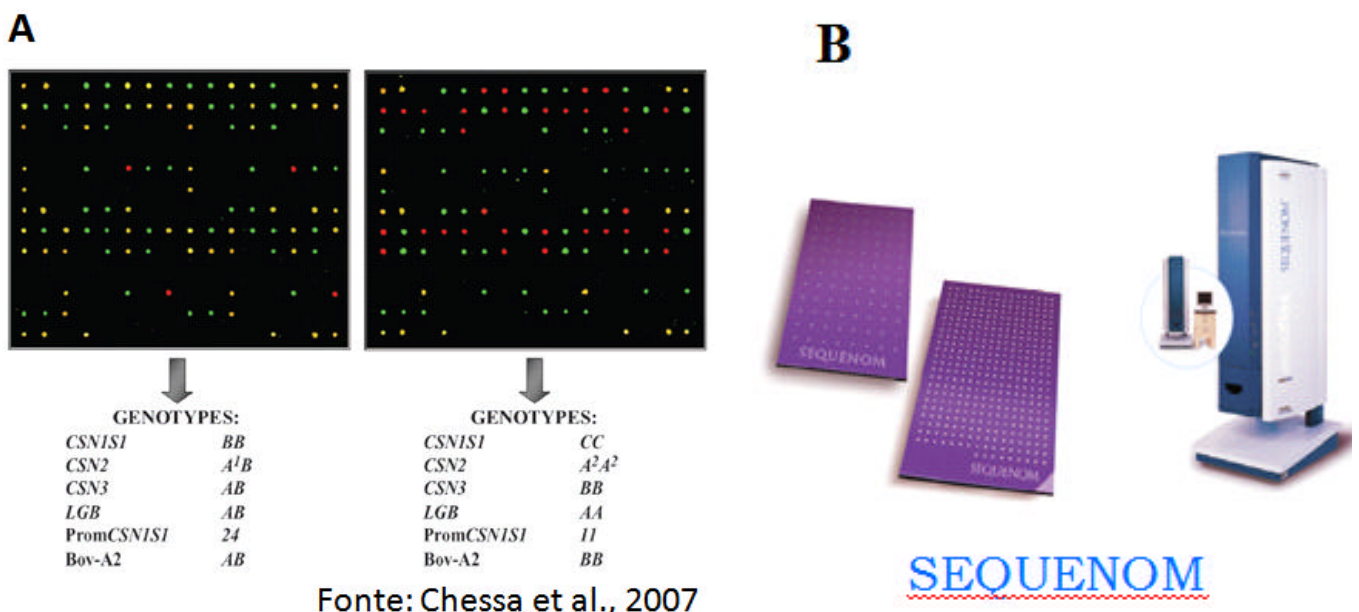 A
B
GENOTYPES:
CSN1S1 BB
CSN2 A¹B
CSN3 AB
LGB AB
PromCSN1S1 24
Bov-A2 AB
GENOTYPES:
CSN1S1 CC
CSN2 A²A²
CSN3 BB
LGB AA
PromCSN1S1 11
Bov-A2 BB
Fonte: Chessa et al., 2007
SEQUENOM
SEQUENOM
SEQUENOM
SEQUENOM